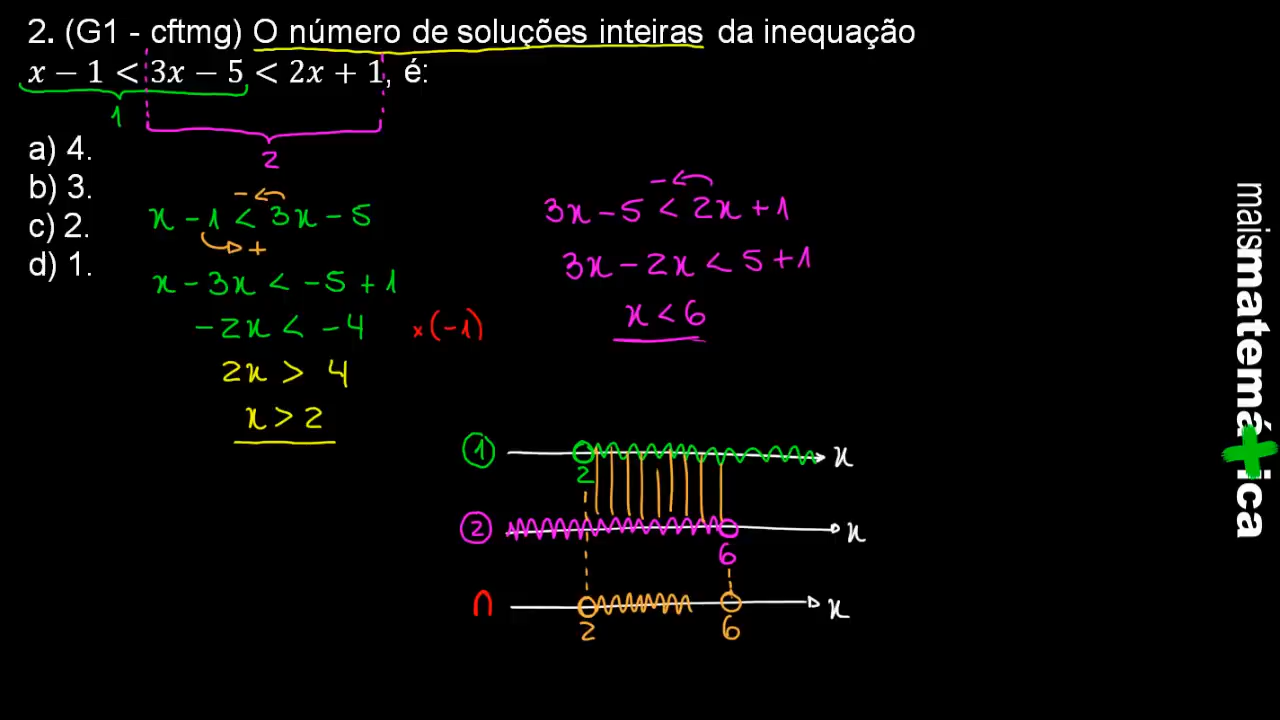 2. (G1 - cftmg) O número de soluções inteiras da inequação
x − 1 < 3x − 5 < 2x + 1, é:
1
2
a) 4.
b) 3.
c) 2.
d) 1.
−
x − 1 < 3x − 5
+
x − 3x < −5 + 1
−2x < −4 x(−1)
2x > 4
x > 2
−
3x − 5 < 2x + 1
3x − 2x < 5 + 1
x < 6
1 x
2
2 x
6
∩ x
2 6
maismatemática